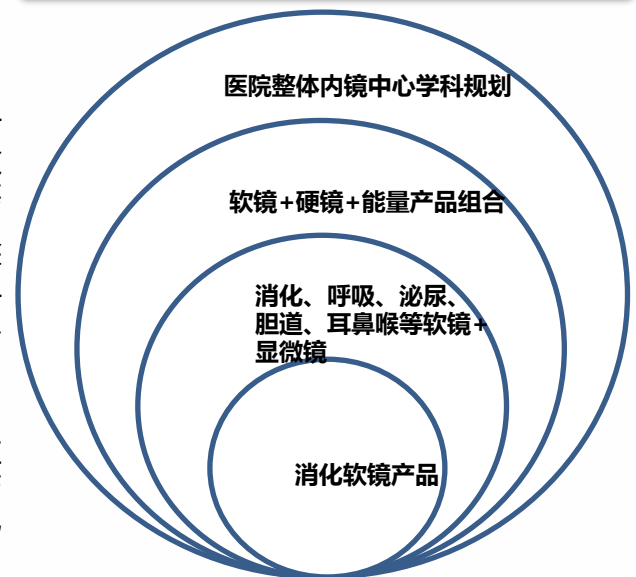 医院整体内镜中心学科规划
软镜+硬镜+能量产品组合
消化、呼吸、泌尿、
胆道、耳鼻喉等软镜+
显微镜
消化软镜产品